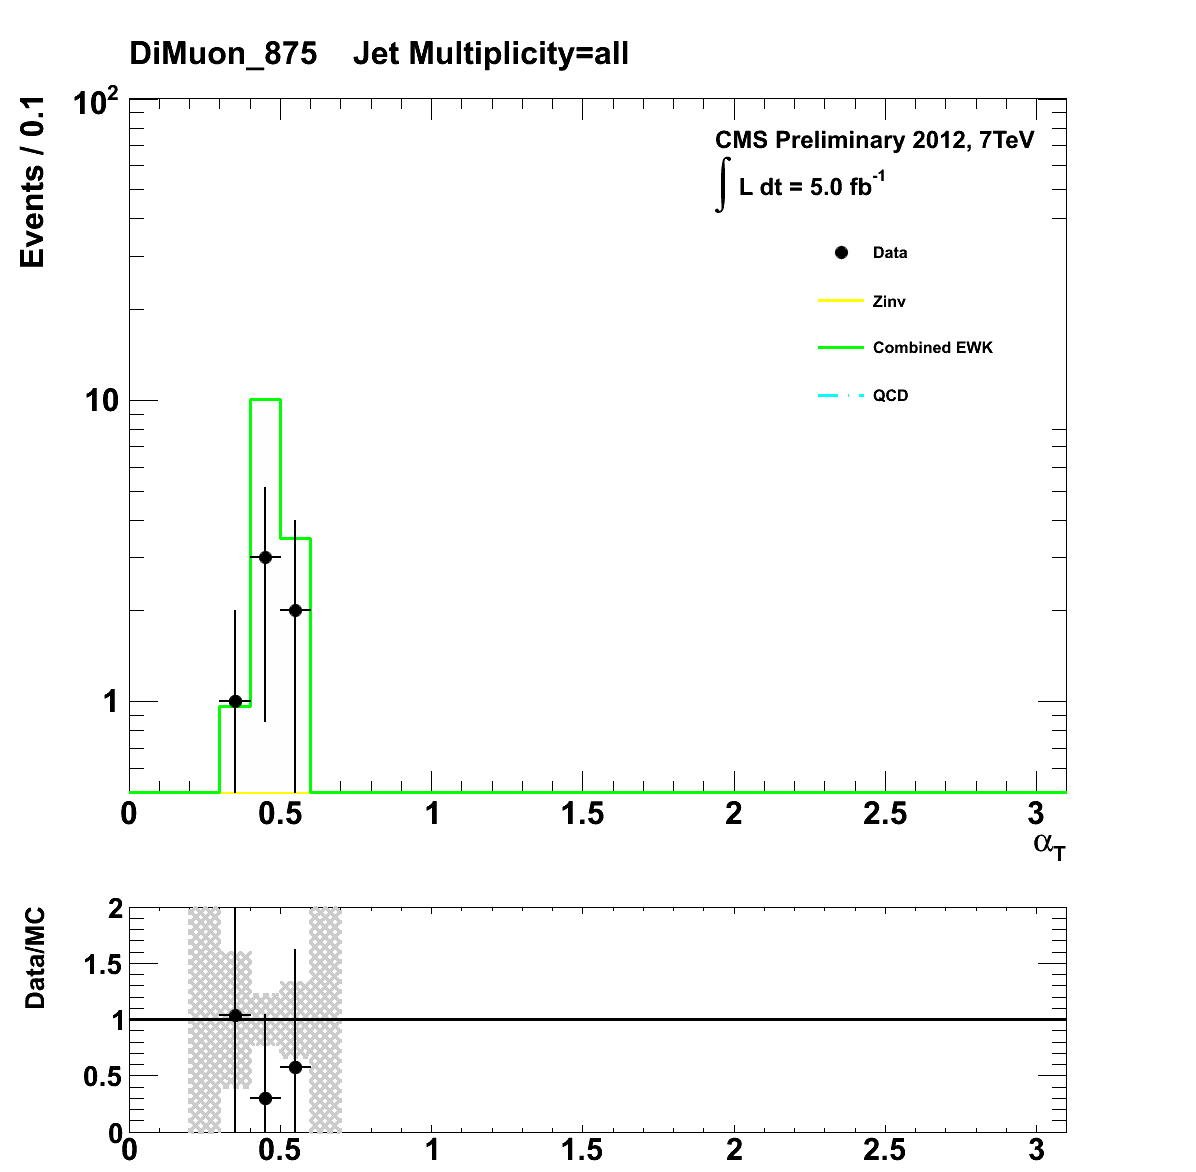 DiMuon_875 Jet Multiplicity=all
Events / 0.1
10²
10
1
CMS Preliminary 2012, 7TeV
∫ L dt = 5.0 fb⁻¹
Data
Zinv
Combined EWK
QCD
0 0.5 1 1.5 2 2.5 3
α_T
Data/MC
2
1.5
1
0.5
0
0 0.5 1 1.5 2 2.5 3